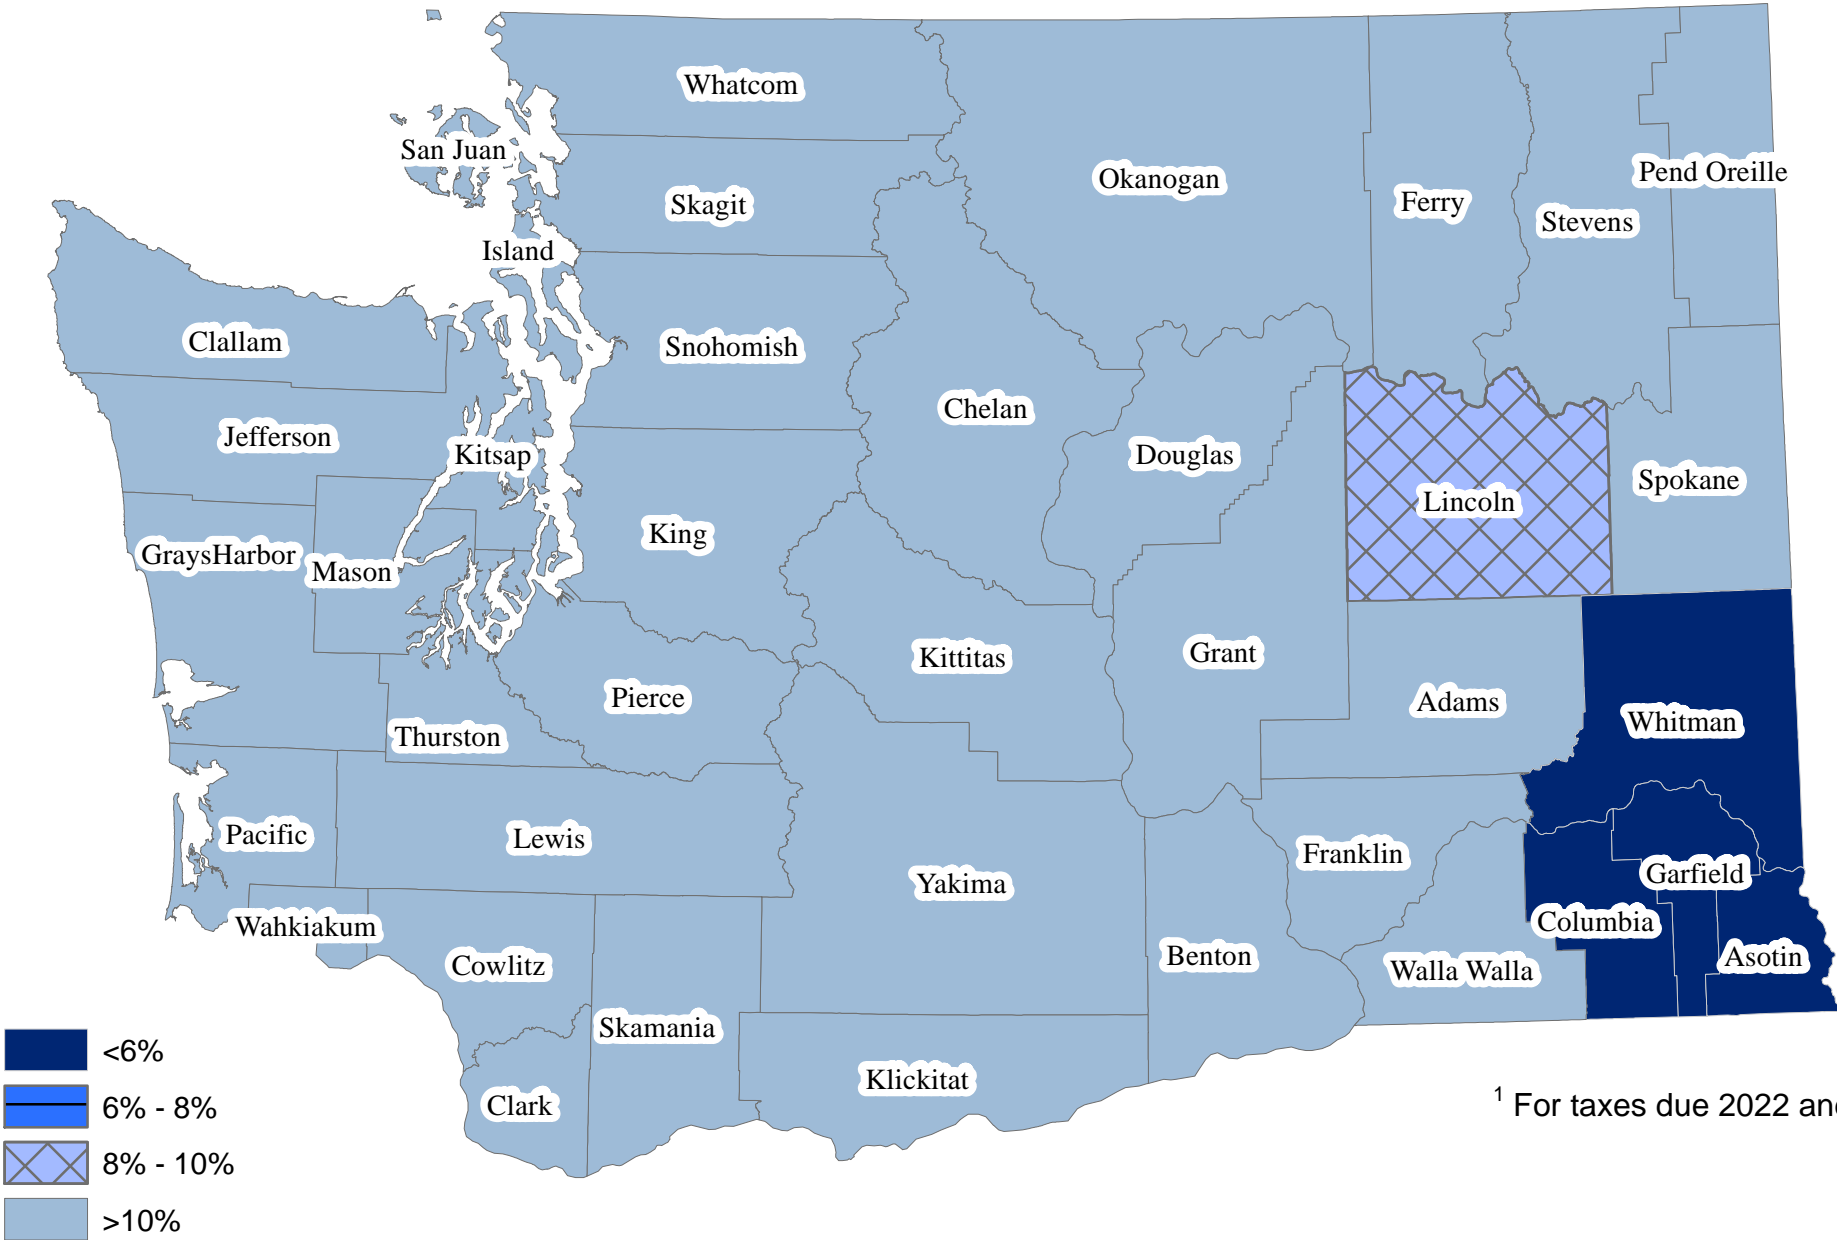 Whatcom
San Juan
Okanogan
Pend Oreille
Ferry
Skagit
Stevens
Island
Clallam
Snohomish
Chelan
Jefferson
Kitsap
Douglas
Spokane
Lincoln
King
GraysHarbor
Mason
Grant
Kittitas
Pierce
Adams
Whitman
Thurston
Pacific
Lewis
Franklin
Garfield
Yakima
Columbia
Wahkiakum
Benton
Asotin
Cowlitz
Walla Walla
Skamania
Klickitat
Clark
<6%
6% - 8%
8% - 10%
>10%
1 For taxes due 2022 an